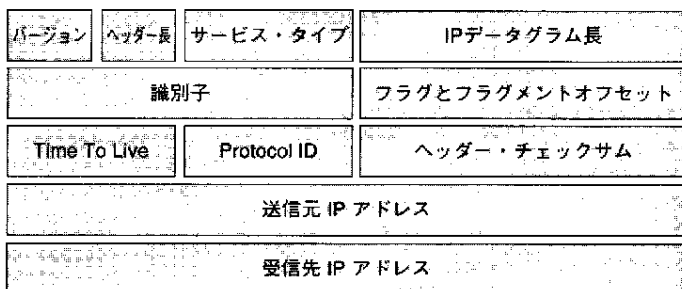 バージョン ヘッダー長 サービス・タイプ IPデータグラム長
識別子 フラグとフラグメントオフセット
Time To Live Protocol ID ヘッダー・チェックサム
送信元 IP アドレス
受信先 IP アドレス